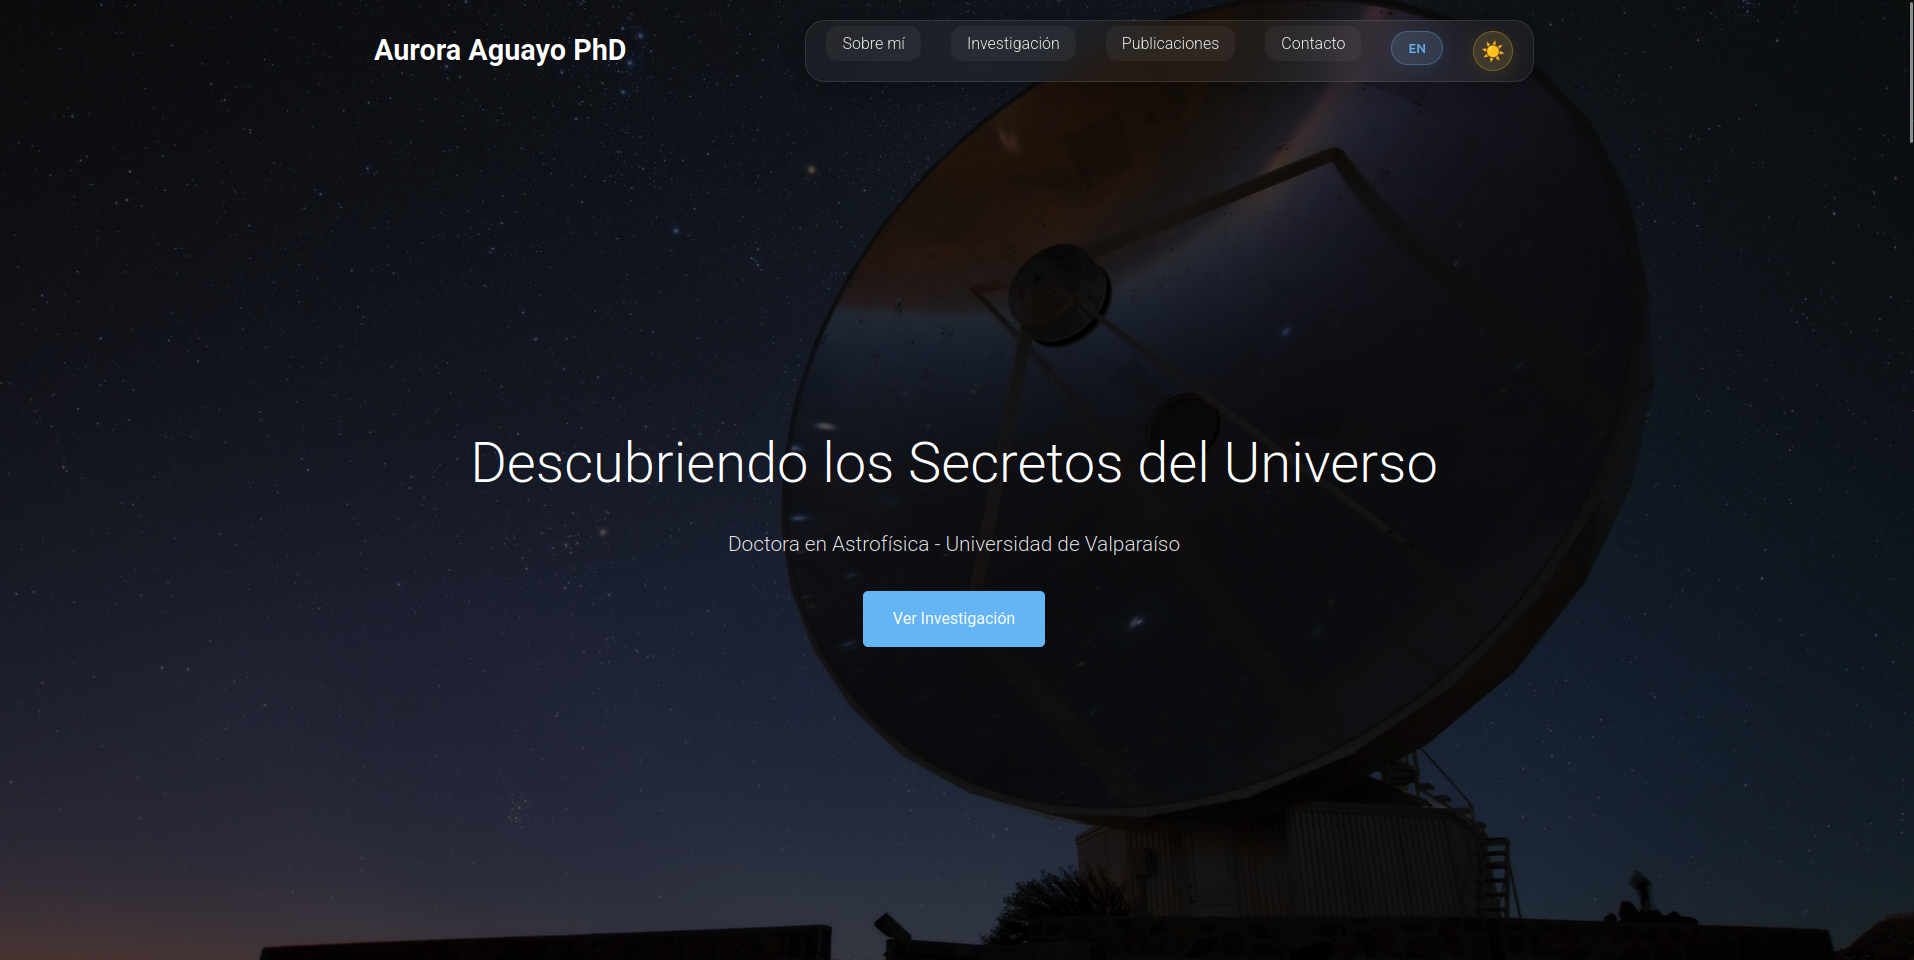 Aurora Aguayo PhD
Sobre mí
Investigación
Publicaciones
Contacto
EN
Descubriendo los Secretos del Universo
Doctora en Astrofísica - Universidad de Valparaíso
Ver Investigación